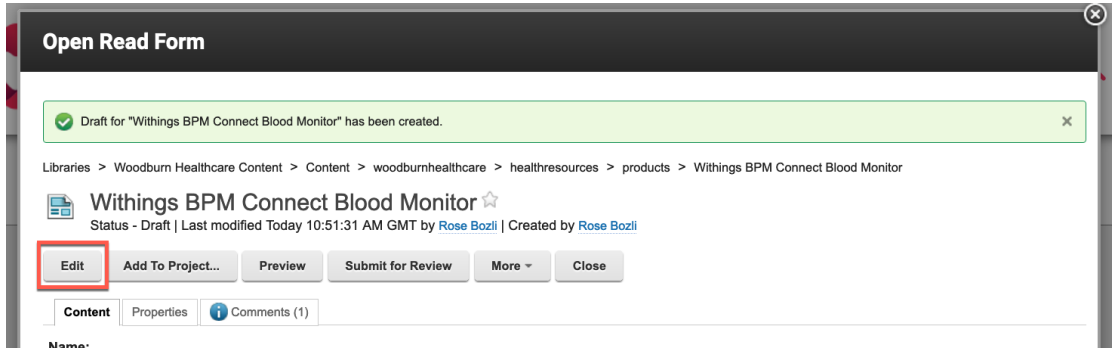 Open Read Form
Draft for "Withings BPM Connect Blood Monitor" has been created.
Libraries > Woodburn Healthcare Content > Content > woodburnhealthcare > healthresources > products > Withings BPM Connect Blood Monitor
Withings BPM Connect Blood Monitor
Status - Draft | Last modified Today 10:51:31 AM GMT by Rose Bozli | Created by Rose Bozli
Edit Add To Project... Preview Submit for Review More Close
Content Properties Comments (1)
Name: